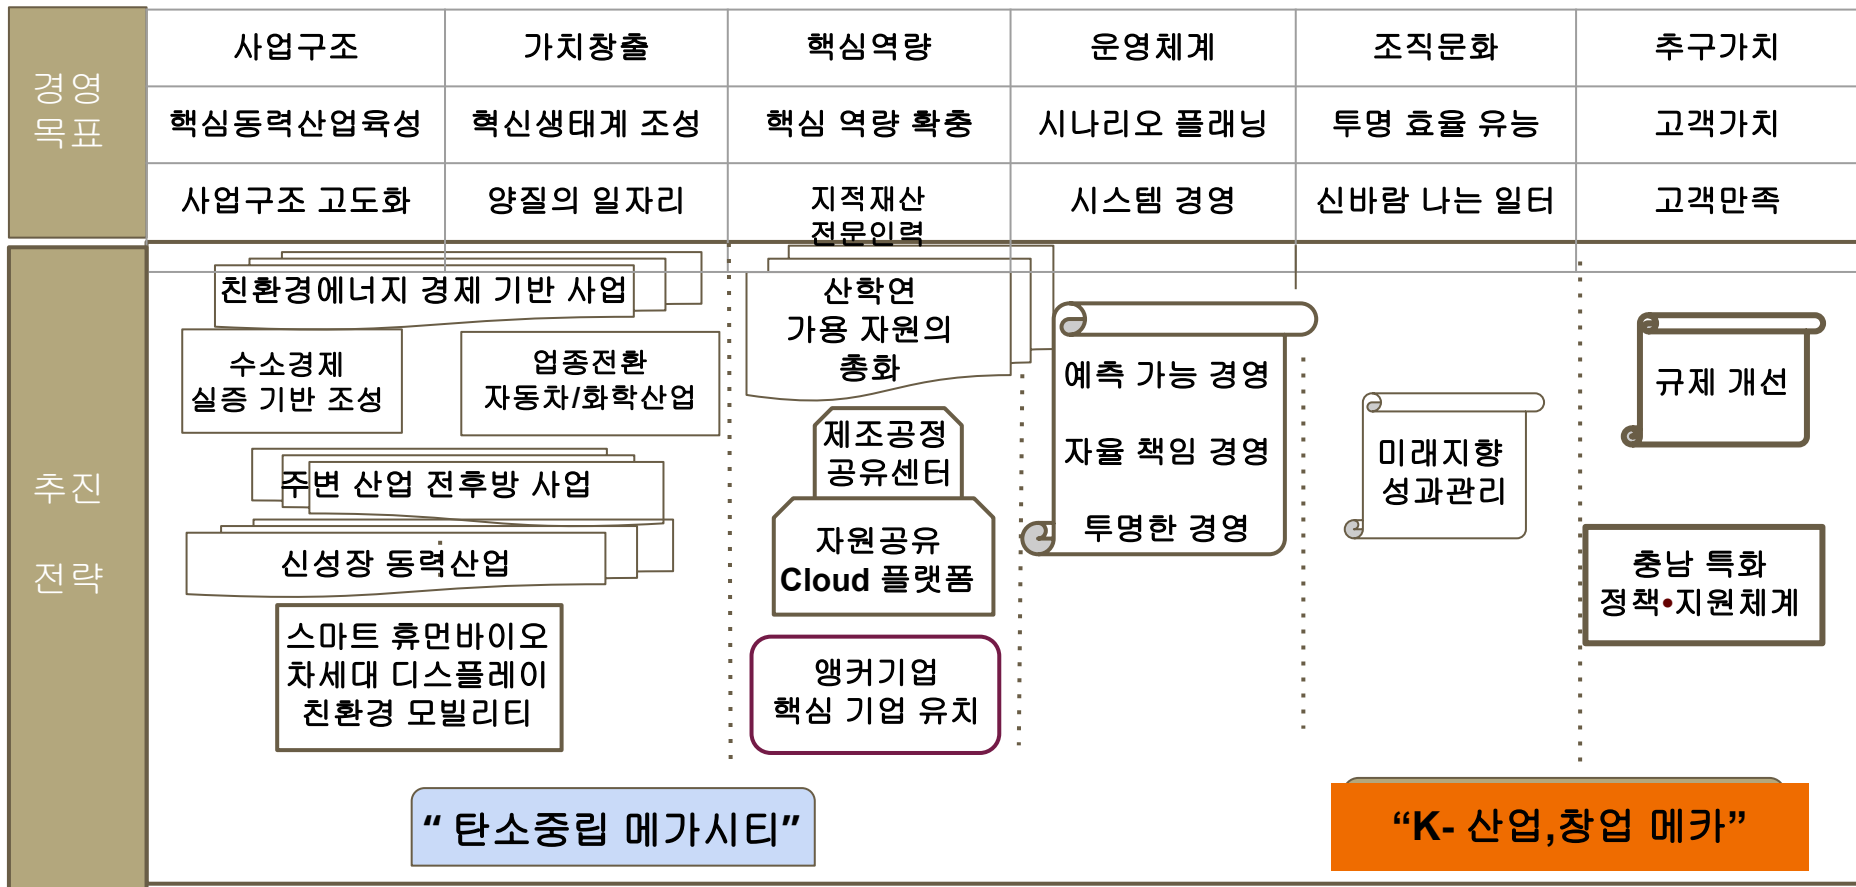 경영
목표
사업구조
가치창출
핵심역량
운영체계
조직문화
추구가치
핵심동력산업육성
혁신생태계 조성
핵심 역량 확충
시나리오 플래닝
투명 효율 유능
고객가치
사업구조 고도화
양질의 일자리
지적재산
전문인력
시스템 경영
신바람 나는 일터
고객만족
추진
전략
친환경에너지 경제 기반 사업
수소경제
실증 기반 조성
업종전환
자동차/화학산업
주변 산업 전후방 사업
신성장 동력산업
스마트 휴먼바이오
차세대 디스플레이
친환경 모빌리티
산학연
가용 자원의
총화
제조공정
공유센터
자원공유
Cloud 플랫폼
앵커기업
핵심 기업 유치
예측 가능 경영
자율 책임 경영
투명한 경영
미래지향
성과관리
규제 개선
충남 특화
정책•지원체계
“ 탄소중립 메가시티”
“K- 산업,창업 메카”